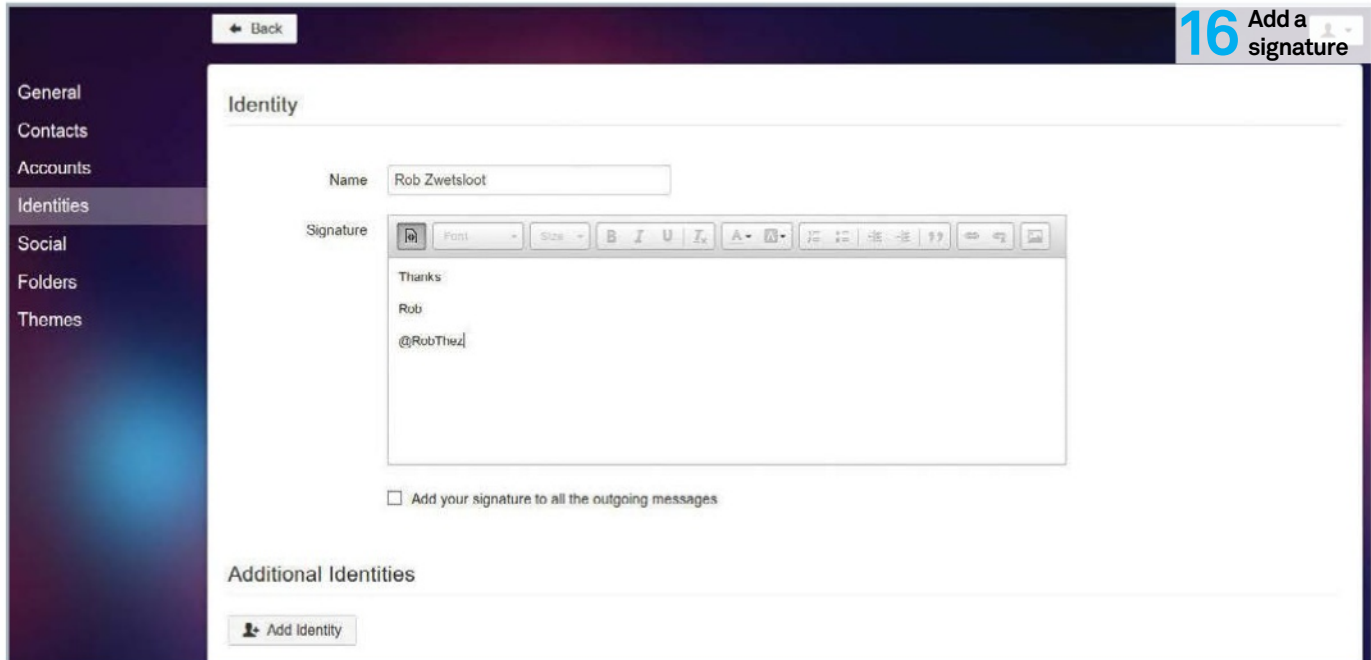 Back
16 Add a
signature
General
Contacts
Accounts
Identities
Social
Folders
Themes
Identity
Name Rob Zwetsloot
Signature Font Size B I U Ix A A
Thanks
Rob
@RobThez
Add your signature to all the outgoing messages
Additional Identities
Add Identity